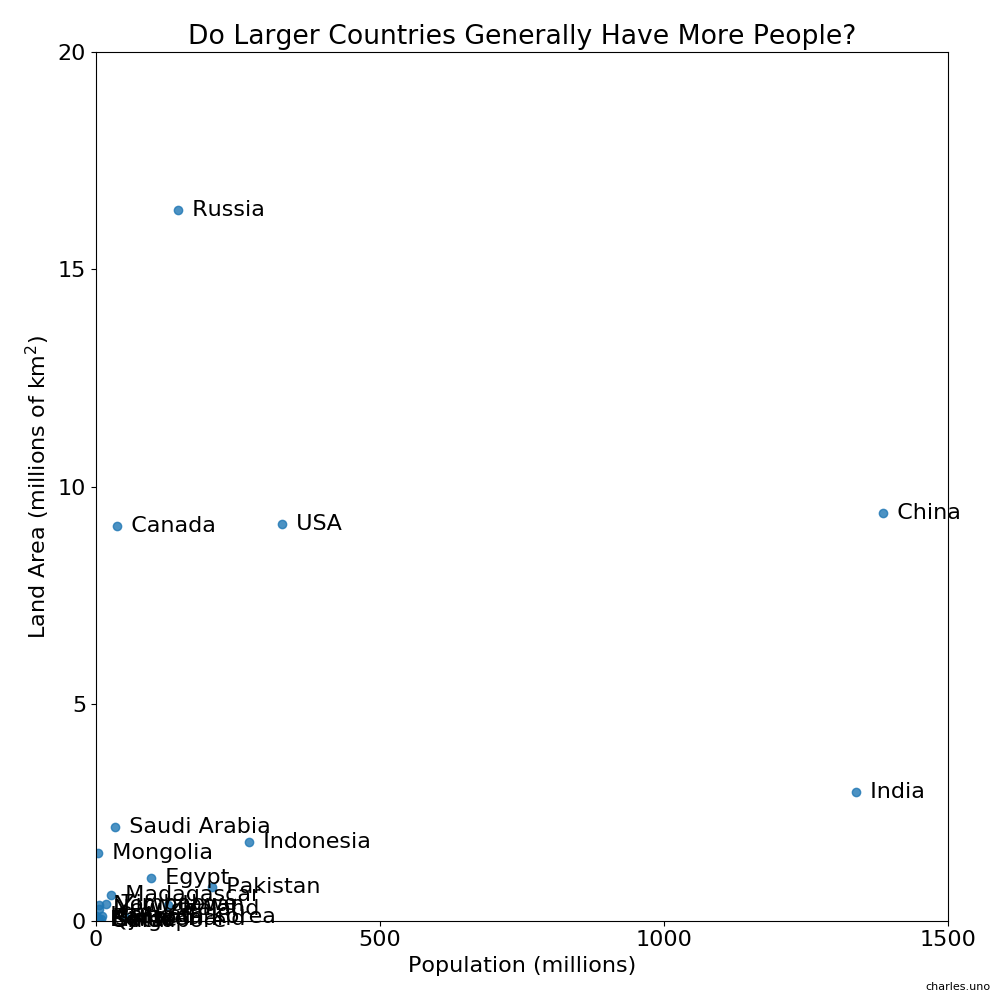 Do Larger Countries Generally Have More People?
20
Russia
15
Land Area (millions of km²)
10
Canada
USA
China
5
India
Saudi Arabia
Indonesia
Mongolia
Egypt
Pakistan
Madagascar
0
0
500
1000
1500
Population (millions)
charles.uno